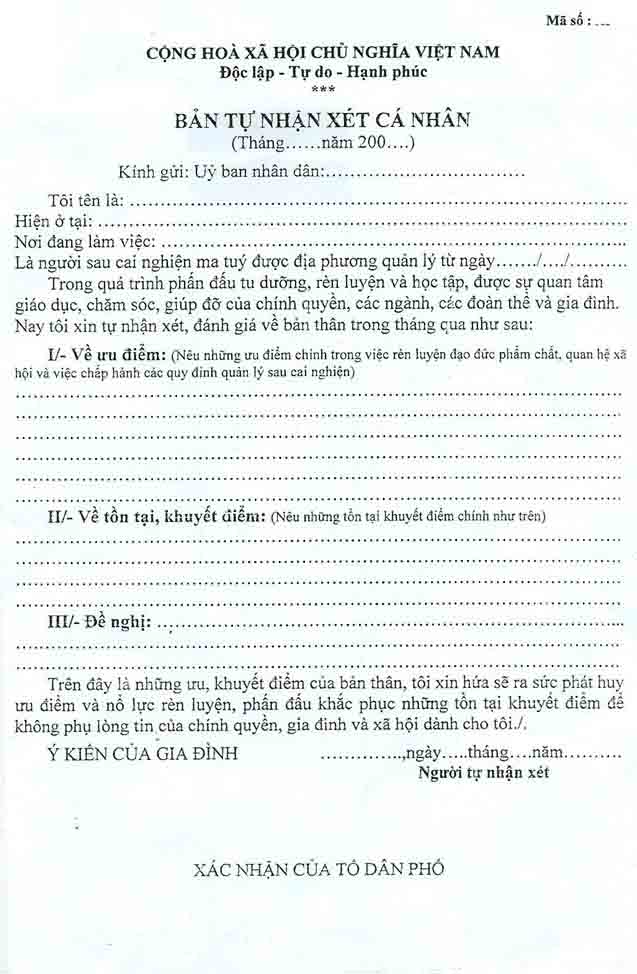 Mã số : ...
CỘNG HOÀ XÃ HỘI CHỦ NGHĨA VIỆT NAM
Độc lập - Tự do - Hạnh phúc
***
BẢN TỰ NHẬN XÉT CÁ NHÂN
(Tháng......năm 200....)
Kính gửi: Uỷ ban nhân dân:................................
Tôi tên là: ................................................................
Hiện ở tại: ................................................................
Nơi đang làm việc: ................................................................
Là người sau cai nghiện ma tuý được địa phương quản lý từ ngày......./..../..........
Trong quá trình phấn đấu tu dưỡng, rèn luyện và học tập, được sự quan tâm
giáo dục, chăm sóc, giúp đỡ của chính quyền, các ngành, các đoàn thể và gia đình.
Nay tôi xin tự nhận xét, đánh giá về bản thân trong tháng qua như sau:
I/- Về ưu điểm: (Nêu những ưu điểm chính trong việc rèn luyện đạo đức phẩm chất, quan hệ xã
hội và việc chấp hành các quy đinh quản lý sau cai nghiện)
................................................................
................................................................
................................................................
................................................................
................................................................
................................................................
II/- Về tồn tại, khuyết điểm: (Nêu những tồn tại khuyết điểm chính như trên)
................................................................
................................................................
................................................................
................................................................
III/- Đề nghị: ................................................................
................................................................
................................................................
Trên đây là những ưu, khuyết điểm của bản thân, tôi xin hứa sẽ ra sức phát huy
ưu điểm và nổ lực rèn luyện, phấn đấu khắc phục những tồn tại khuyết điểm để
không phụ lòng tin của chính quyền, gia đình và xã hội dành cho tôi./.
Ý KIẾN CỦA GIA ĐÌNH ..............,ngày.....tháng....năm..........
Người tự nhận xét
XÁC NHẬN CỦA TỔ DÂN PHỐ